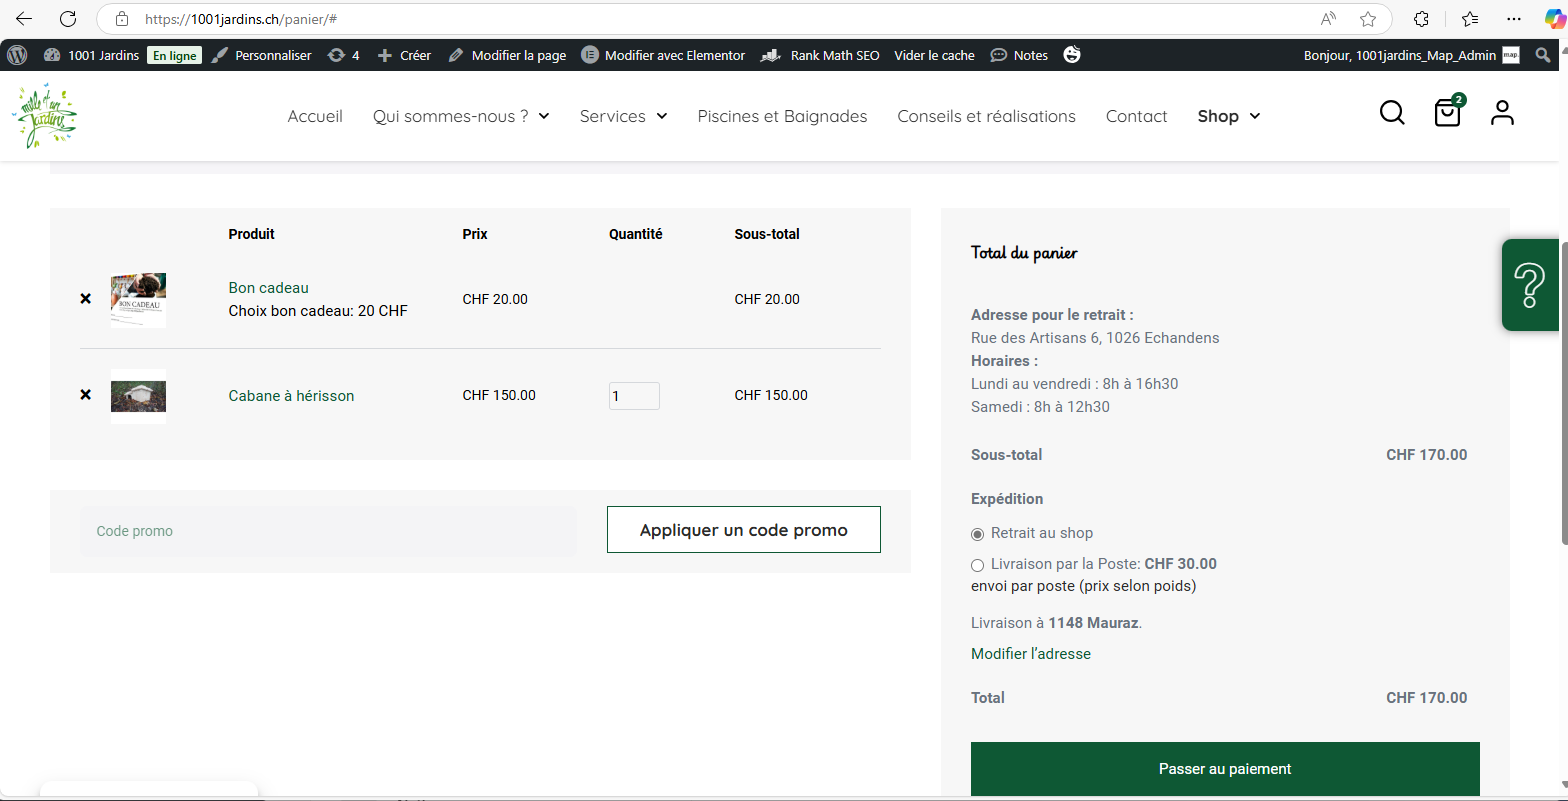 https://1001jardins.ch/panier/#
1001 Jardins En ligne Personnaliser 4 Créer Modifier la page Modifier avec Elementor Rank Math SEO Vider le cache Notes Bonjour, 1001jardins_Map_Admin map
mille et un
jardins
Accueil Qui sommes-nous ? Services Piscines et Baignades Conseils et réalisations Contact Shop 2
Produit Prix Quantité Sous-total
BON CADEAU
Bon cadeau
Choix bon cadeau: 20 CHF
CHF 20.00 CHF 20.00
Cabane à hérisson CHF 150.00 1 CHF 150.00
Code promo Appliquer un code promo
Total du panier
Adresse pour le retrait :
Rue des Artisans 6, 1026 Echandens
Horaires :
Lundi au vendredi : 8h à 16h30
Samedi : 8h à 12h30
Sous-total CHF 170.00
Expédition
Retrait au shop
Livraison par la Poste: CHF 30.00
envoi par poste (prix selon poids)
Livraison à 1148 Mauraz.
Modifier l’adresse
Total CHF 170.00
Passer au paiement
?